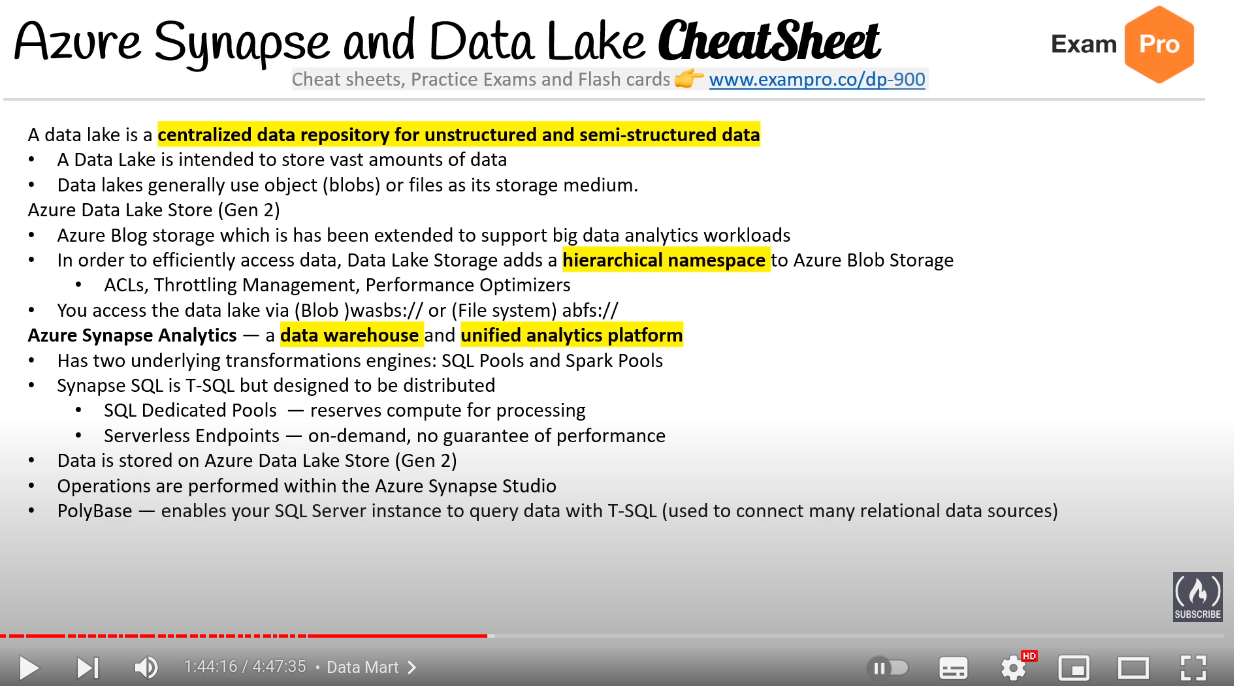 Azure Synapse and Data Lake CheatSheet
Exam Pro
Cheat sheets, Practice Exams and Flash cards 👉 www.exampro.co/dp-900
A data lake is a centralized data repository for unstructured and semi-structured data
• A Data Lake is intended to store vast amounts of data
• Data lakes generally use object (blobs) or files as its storage medium.
Azure Data Lake Store (Gen 2)
• Azure Blog storage which is has been extended to support big data analytics workloads
• In order to efficiently access data, Data Lake Storage adds a hierarchical namespace to Azure Blob Storage
• ACLs, Throttling Management, Performance Optimizers
• You access the data lake via (Blob )wasbs:// or (File system) abfs://
Azure Synapse Analytics — a data warehouse and unified analytics platform
• Has two underlying transformations engines: SQL Pools and Spark Pools
• Synapse SQL is T-SQL but designed to be distributed
• SQL Dedicated Pools — reserves compute for processing
• Serverless Endpoints — on-demand, no guarantee of performance
• Data is stored on Azure Data Lake Store (Gen 2)
• Operations are performed within the Azure Synapse Studio
• PolyBase — enables your SQL Server instance to query data with T-SQL (used to connect many relational data sources)
SUBSCRIBE
1:44:16 / 4:47:35 • Data Mart
HD